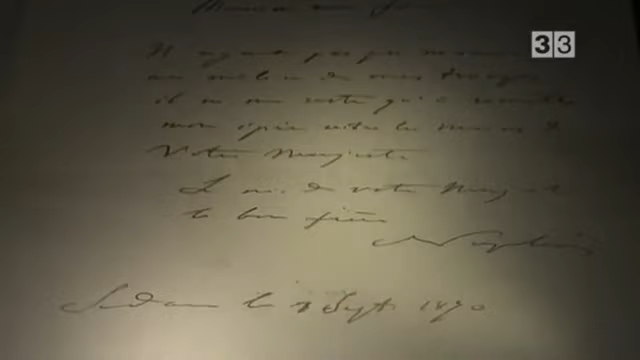 33
Monsieur mon frère
N'ayant pas pu mourir
au milieu de mes troupes
il ne me reste qu'à remettre
mon épée entre les mains de
Votre Majesté
Je suis de votre Majesté
le bon frère
Napoléon
Sedan le 1 Sept. 1870